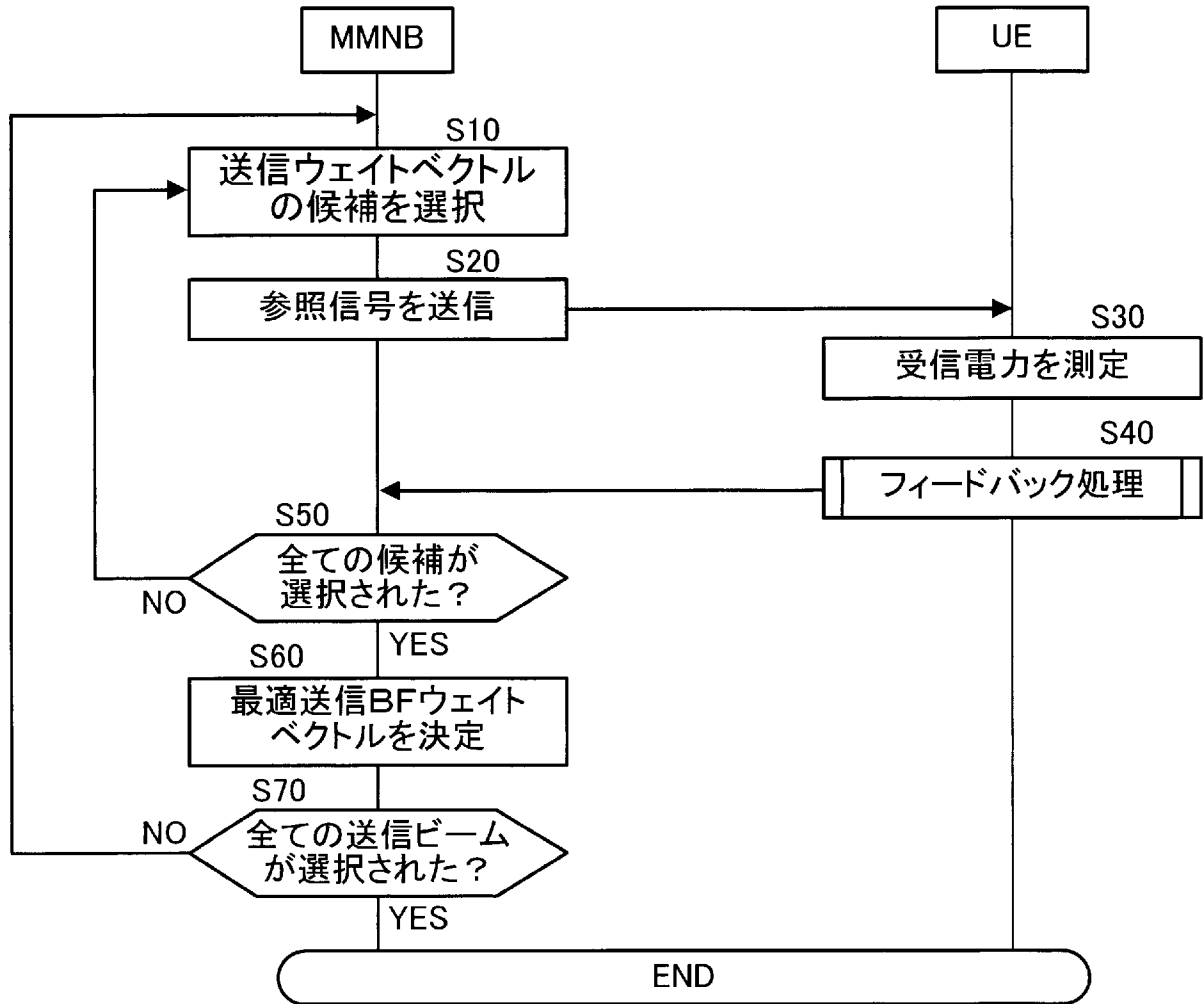 MMNB
UE
S10
送信ウェイトベクトル
の候補を選択
S20
参照信号を送信
S30
受信電力を測定
S40
フィードバック処理
S50
全ての候補が
選択された？
NO
YES
S60
最適送信ＢＦウェイト
ベクトルを決定
S70
NO
全ての送信ビーム
が選択された？
YES
END